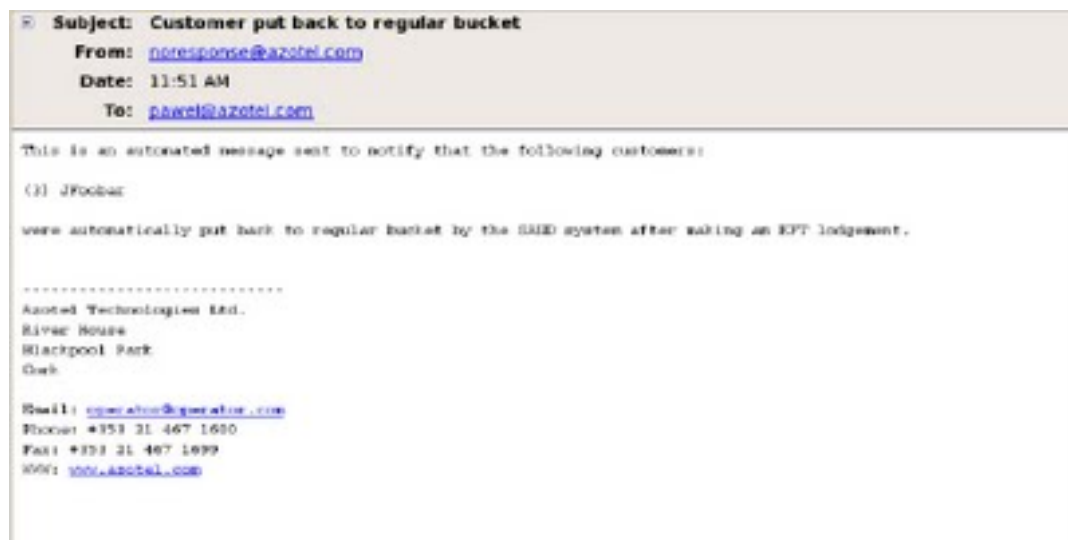 Subject: Customer put back to regular bucket
From: noresponse@azotel.com
Date: 11:51 AM
To: pawel@azotel.com
This is an automated message sent to notify that the following customers:
(3) JFoobar
were automatically put back to regular bucket by the system after making an EFT lodgement.
----------------------------
Azotel Technologies Ltd.
River House
Blackpool Park
Cork
Email: operator@operator.com
Phone: +353 21 467 1600
Fax: +353 21 467 1699
WWW: www.azotel.com